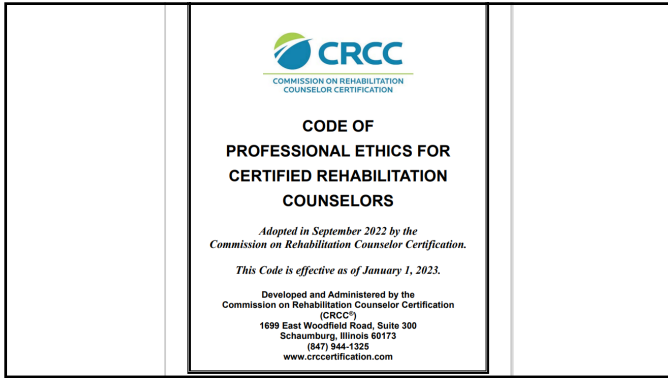 CRCC
COMMISSION ON REHABILITATION
COUNSELOR CERTIFICATION
CODE OF
PROFESSIONAL ETHICS FOR
CERTIFIED REHABILITATION
COUNSELORS
Adopted in September 2022 by the
Commission on Rehabilitation Counselor Certification.
This Code is effective as of January 1, 2023.
Developed and Administered by the
Commission on Rehabilitation Counselor Certification
(CRCC®)
1699 East Woodfield Road, Suite 300
Schaumburg, Illinois 60173
(847) 944-1325
www.crccertification.com